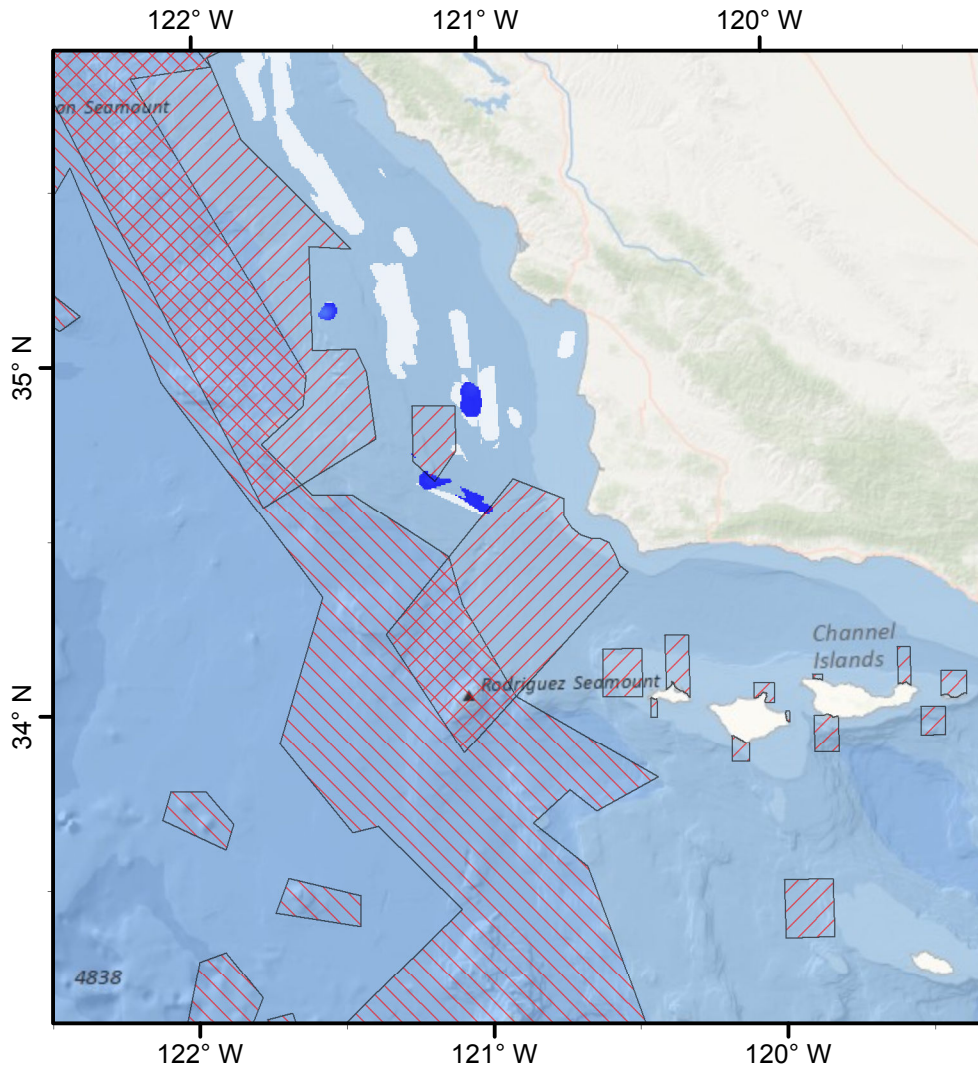 122° W 121° W 120° W
on Seamount
35° N
Channel
Islands
Rodriguez Seamount
34° N
4838
122° W 121° W 120° W